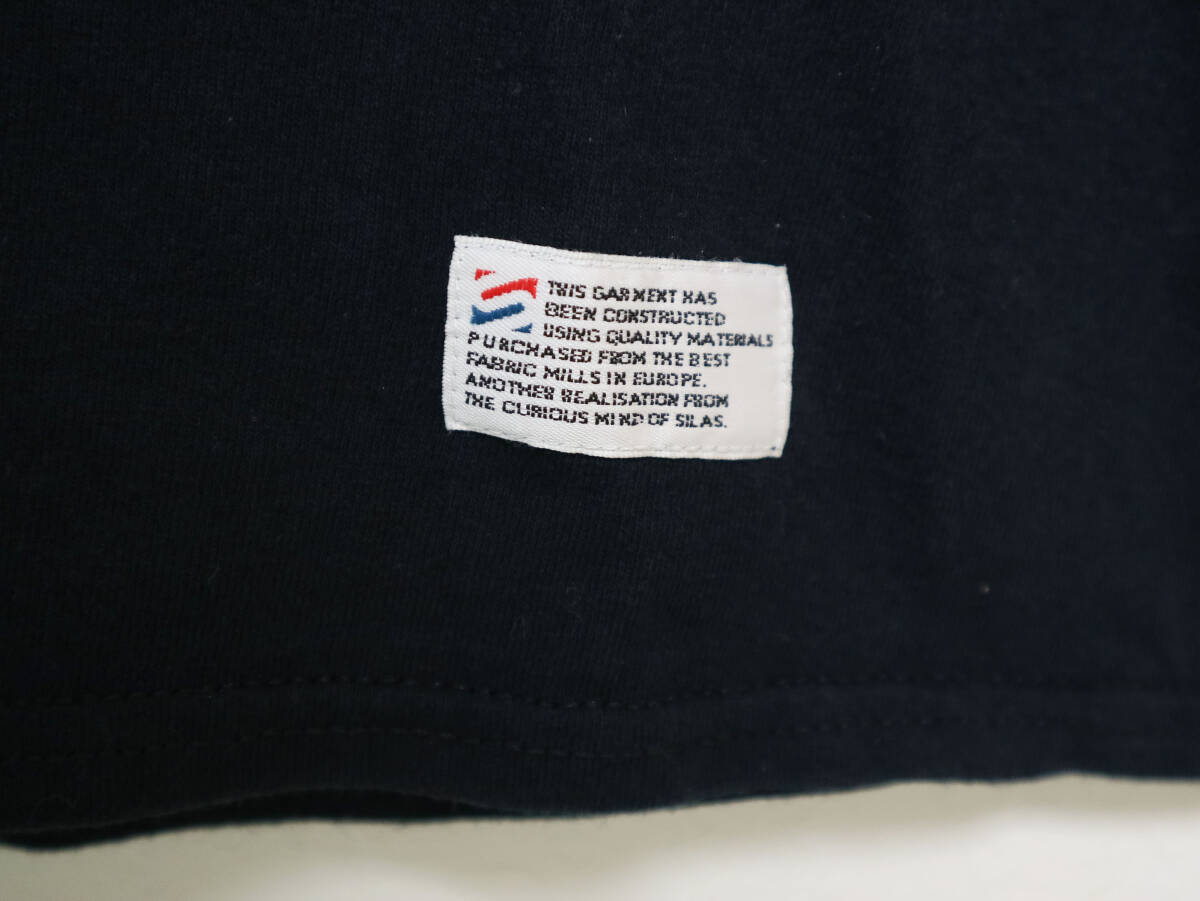 THIS GARMENT HAS
BEEN CONSTRUCTED
USING QUALITY MATERIALS
PURCHASED FROM THE BEST
FABRIC MILLS IN EUROPE.
ANOTHER REALISATION FROM
THE CURIOUS MIND OF SILAS.